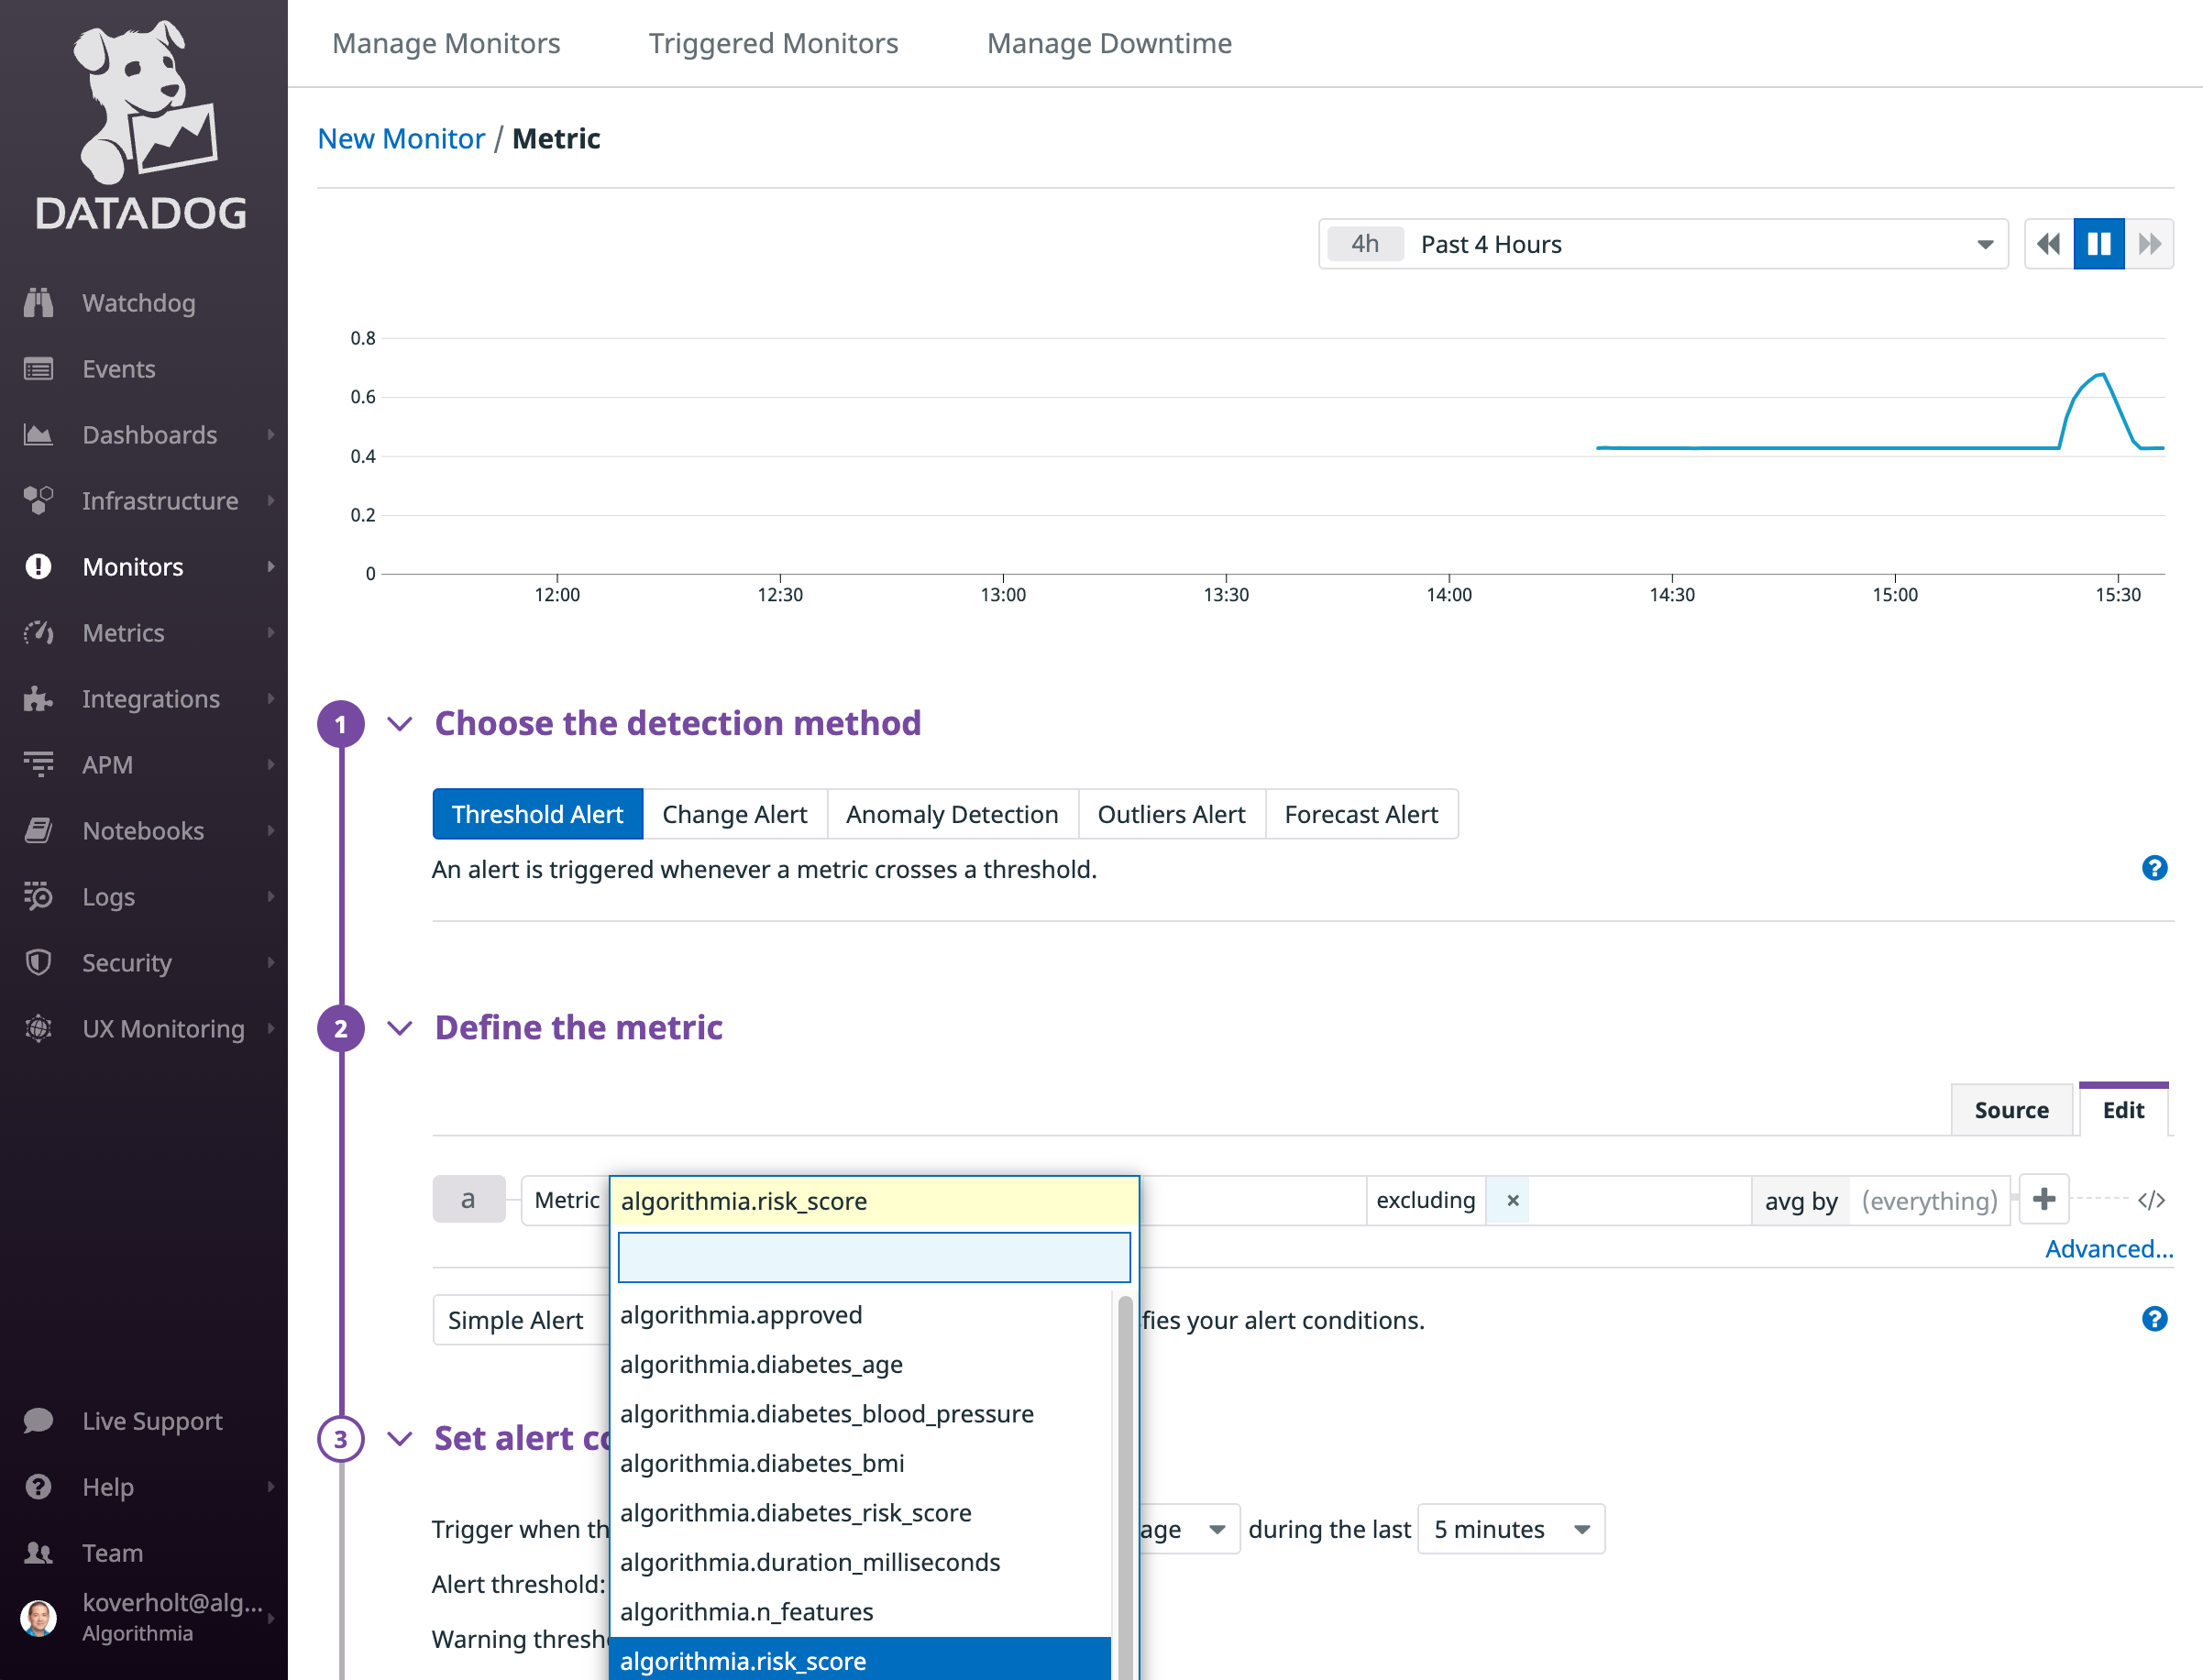 DATADOG
Watchdog
Events
Dashboards
Infrastructure
Monitors
Metrics
Integrations
APM
Notebooks
Logs
Security
UX Monitoring
Live Support
Help
Team
koverholt@alg...
Algorithmia
Manage Monitors Triggered Monitors Manage Downtime
New Monitor / Metric
4h Past 4 Hours
0.8
0.6
0.4
0.2
0
12:00 12:30 13:00 13:30 14:00 14:30 15:00 15:30
1 Choose the detection method
Threshold Alert Change Alert Anomaly Detection Outliers Alert Forecast Alert
An alert is triggered whenever a metric crosses a threshold. ?
2 Define the metric
Source Edit
a Metric algorithmia.risk_score excluding × avg by (everything) + </>
Advanced...
Simple Alert fies your alert conditions. ?
algorithmia.approved
algorithmia.diabetes_age
algorithmia.diabetes_blood_pressure
algorithmia.diabetes_bmi
algorithmia.diabetes_risk_score
algorithmia.duration_milliseconds
algorithmia.n_features
algorithmia.risk_score
3 Set alert co
Trigger when th age during the last 5 minutes
Alert threshold:
Warning thresh